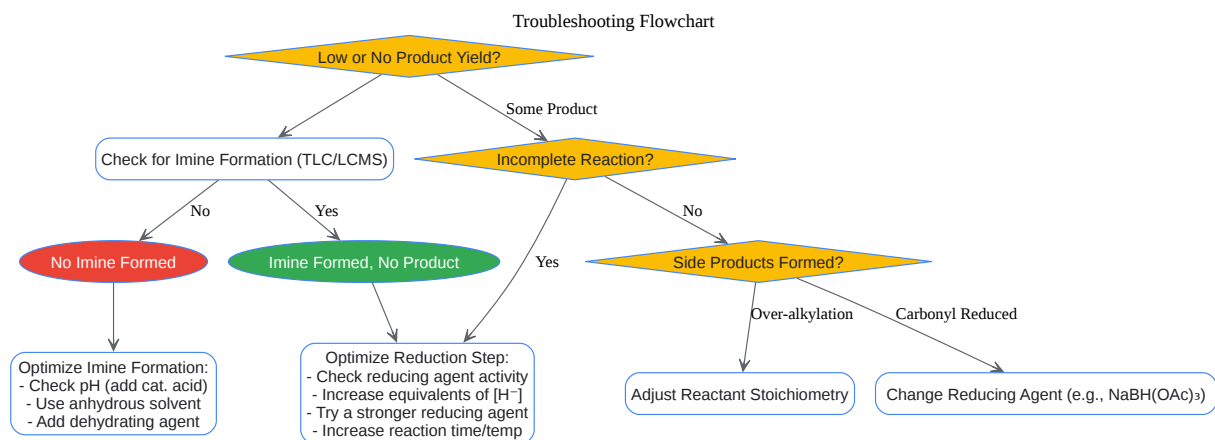 Troubleshooting Flowchart
Low or No Product Yield?
Some Product
Check for Imine Formation (TLC/LCMS)
Incomplete Reaction?
No
Yes
No
No Imine Formed
Imine Formed, No Product
Yes
Side Products Formed?
Over-alkylation
Carbonyl Reduced
Optimize Imine Formation:
- Check pH (add cat. acid)
- Use anhydrous solvent
- Add dehydrating agent
Optimize Reduction Step:
- Check reducing agent activity
- Increase equivalents of [H⁻]
- Try a stronger reducing agent
- Increase reaction time/temp
Adjust Reactant Stoichiometry
Change Reducing Agent (e.g., NaBH(OAc)₃)